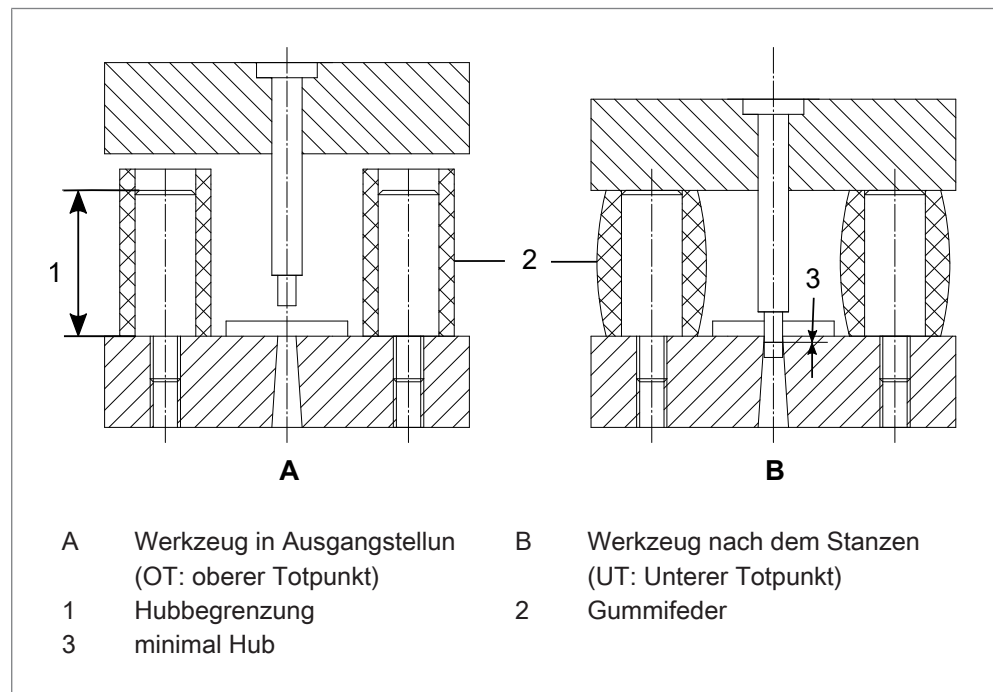 1
2
3
A
B
A Werkzeug in Ausgangstellun
(OT: oberer Totpunkt)
B Werkzeug nach dem Stanzen
(UT: Unterer Totpunkt)
1 Hubbegrenzung
2 Gummifeder
3 minimal Hub